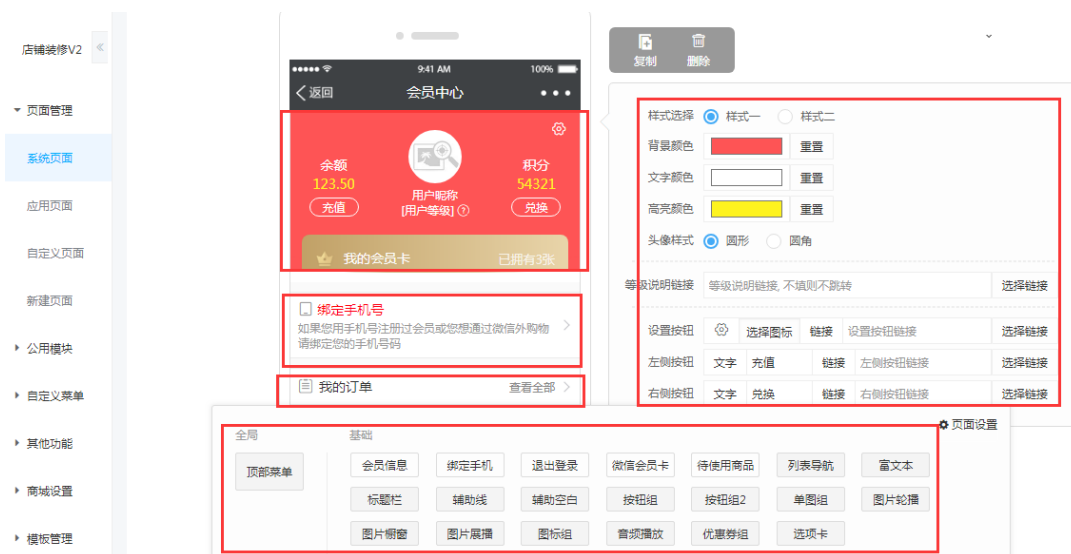 店铺装修V2
页面管理
系统页面
应用页面
自定义页面
新建页面
公用模块
自定义菜单
其他功能
商城设置
模板管理
9:41 AM 100%
返回 会员中心
余额
123.50
充值
用户昵称
[用户等级]
积分
54321
兑换
我的会员卡 已拥有3张
绑定手机号
如果您用手机号注册过会员或您想通过微信外购物
请绑定您的手机号码
我的订单 查看全部
复制 删除
样式选择 样式一 样式二
背景颜色 重置
文字颜色 重置
高亮颜色 重置
头像样式 圆形 圆角
等级说明链接 等级说明链接, 不填则不跳转 选择链接
设置按钮 选择图标 链接 设置按钮链接 选择链接
左侧按钮 文字 充值 链接 左侧按钮链接 选择链接
右侧按钮 文字 兑换 链接 右侧按钮链接 选择链接
页面设置
全局 基础
顶部菜单
会员信息 绑定手机 退出登录 微信会员卡 待使用商品 列表导航 富文本
标题栏 辅助线 辅助空白 按钮组 按钮组2 单图组 图片轮播
图片橱窗 图片展播 图标组 音频播放 优惠券组 选项卡